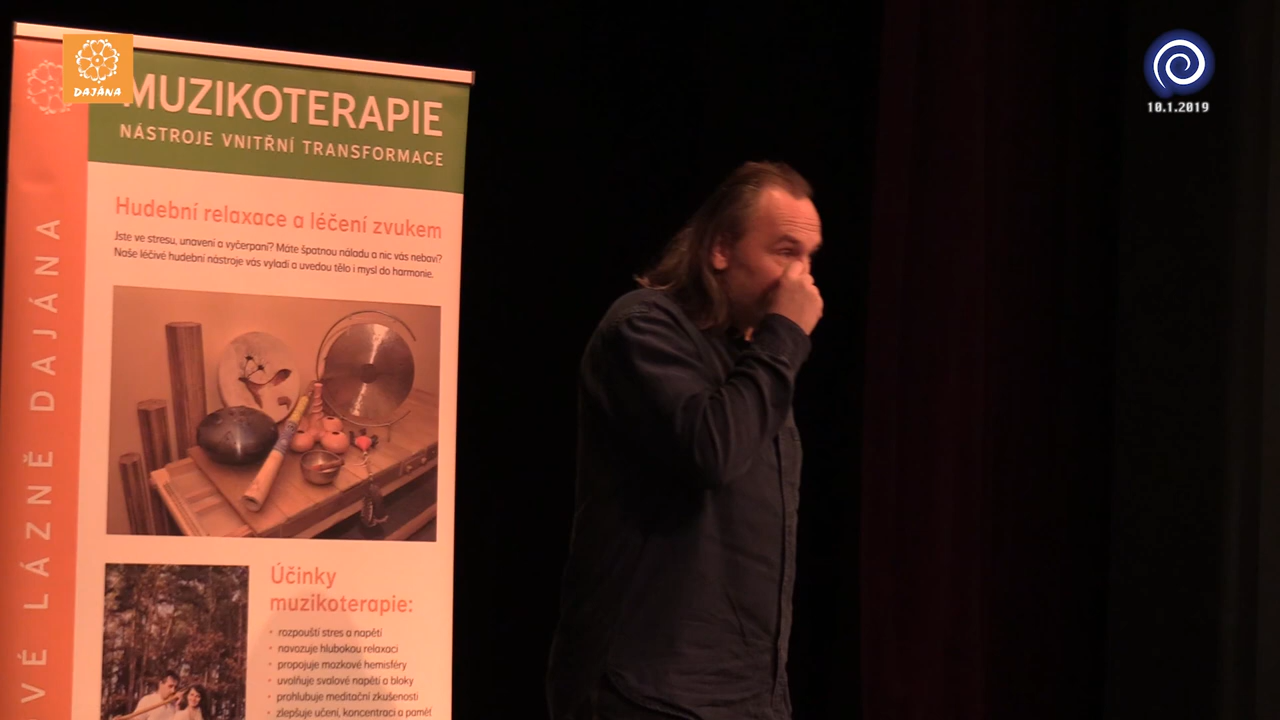 DAJÁNA
10.1.2019
MUZIKOTERAPIE
NÁSTROJE VNITŘNÍ TRANSFORMACE
Hudební relaxace a léčení zvukem
Jste ve stresu, unavení a vyčerpaní? Máte špatnou náladu a nic vás nebaví?
Naše léčivé hudební nástroje vás vyladí a uvedou tělo i mysl do harmonie.
VÉ LÁZNĚ DAJÁNA
Účinky
muzikoterapie:
• rozpouští stres a napětí
• navozuje hlubokou relaxaci
• propojuje mozkové hemisféry
• uvolňuje svalové napětí a bloky
• prohlubuje meditační zkušenosti
• zlepšuje učení, koncentraci a paměť